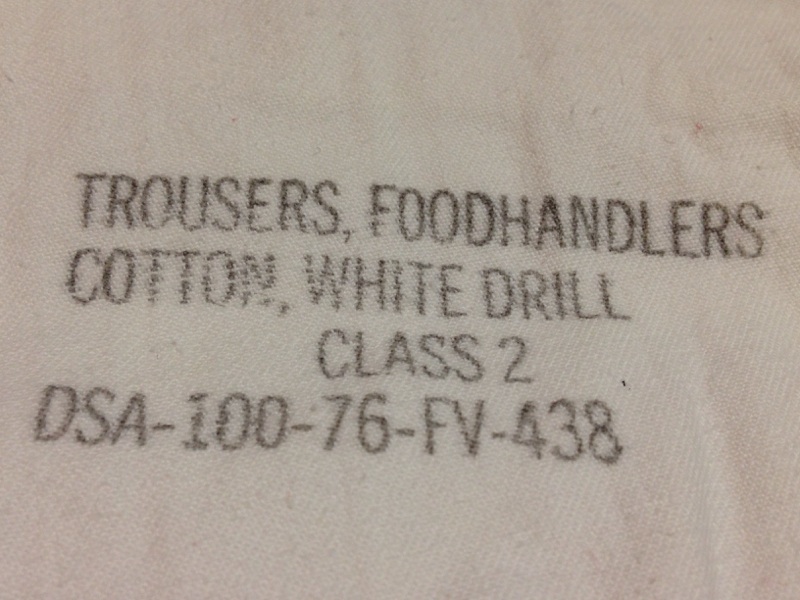 TROUSERS, FOODHANDLERS
COTTON, WHITE DRILL
CLASS 2
DSA-100-76-FV-438